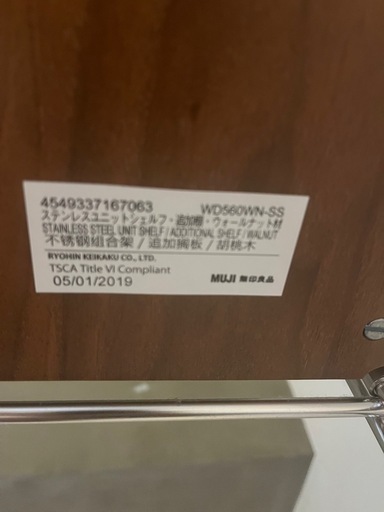 4549337167063 WD560WN-SS
ステンレスユニットシェルフ・追加棚・ウォールナット材
STAINLESS STEEL UNIT SHELF / ADDITIONAL SHELF / WALNUT
不锈钢组合架 / 追加搁板 / 胡桃木
RYOHIN KEIKAKU CO., LTD.
TSCA Title VI Compliant
05/01/2019 MUJI 無印良品